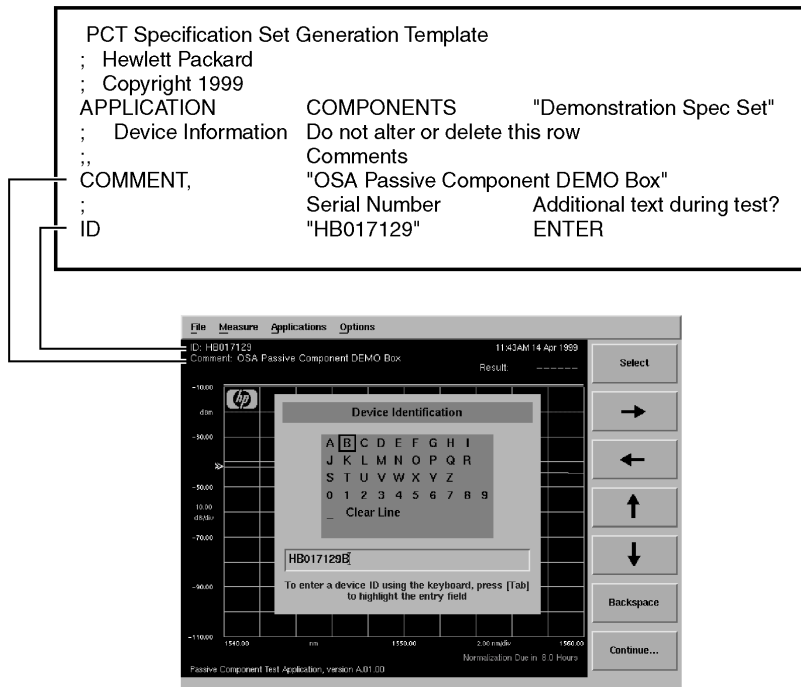 PCT Specification Set Generation Template
; Hewlett Packard
; Copyright 1999
APPLICATION COMPONENTS "Demonstration Spec Set"
; Device Information Do not alter or delete this row
;, Comments
COMMENT, "OSA Passive Component DEMO Box"
; Serial Number Additional text during test?
ID "HB017129" ENTER
File Measure Applications Options
ID: HB017129 11:43AM 14 Apr 1999
Comment: OSA Passive Component DEMO Box
Result: ------
Select
-10.00
hp
dBm
Device Identification
-30.00
A B C D E F G H I
J K L M N O P Q R
S T U V W X Y Z
0 1 2 3 4 5 6 7 8 9
_ Clear Line
-50.00
10.00
dB/div
-70.00
HB017129B
To enter a device ID using the keyboard, press [Tab]
to highlight the entry field
-90.00
Backspace
-110.00
1540.00 nm 1550.00 2.00 nm/div 1560.00
Normalization Due in 8.0 Hours
Continue...
Passive Component Test Application, version A.01.00